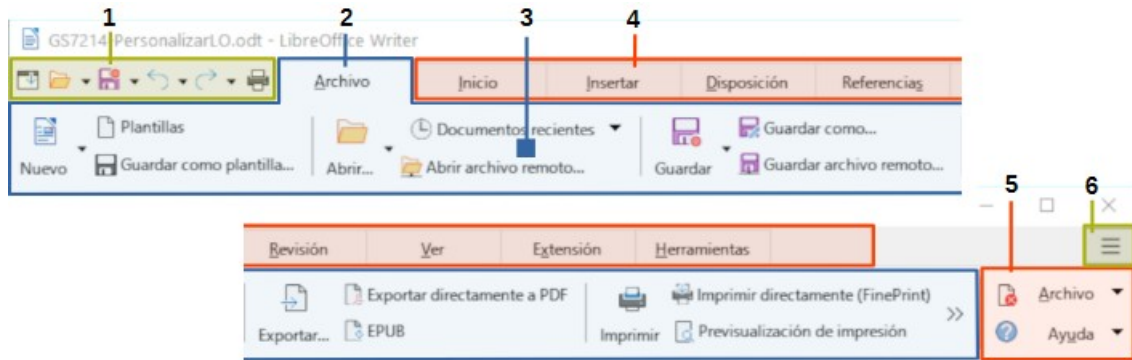 1 2 3 4
GS7214-PersonalizarLO.odt - LibreOffice Writer
Archivo Inicio Insertar Disposición Referencias
Plantillas Documentos recientes Guardar como...
Nuevo Guardar como plantilla... Abrir... Abrir archivo remoto... Guardar Guardar archivo remoto...
5 6
Revisión Ver Extensión Herramientas
Exportar directamente a PDF Imprimir directamente (FinePrint) Archivo
Exportar... EPUB Imprimir Previsualización de impresión Ayuda